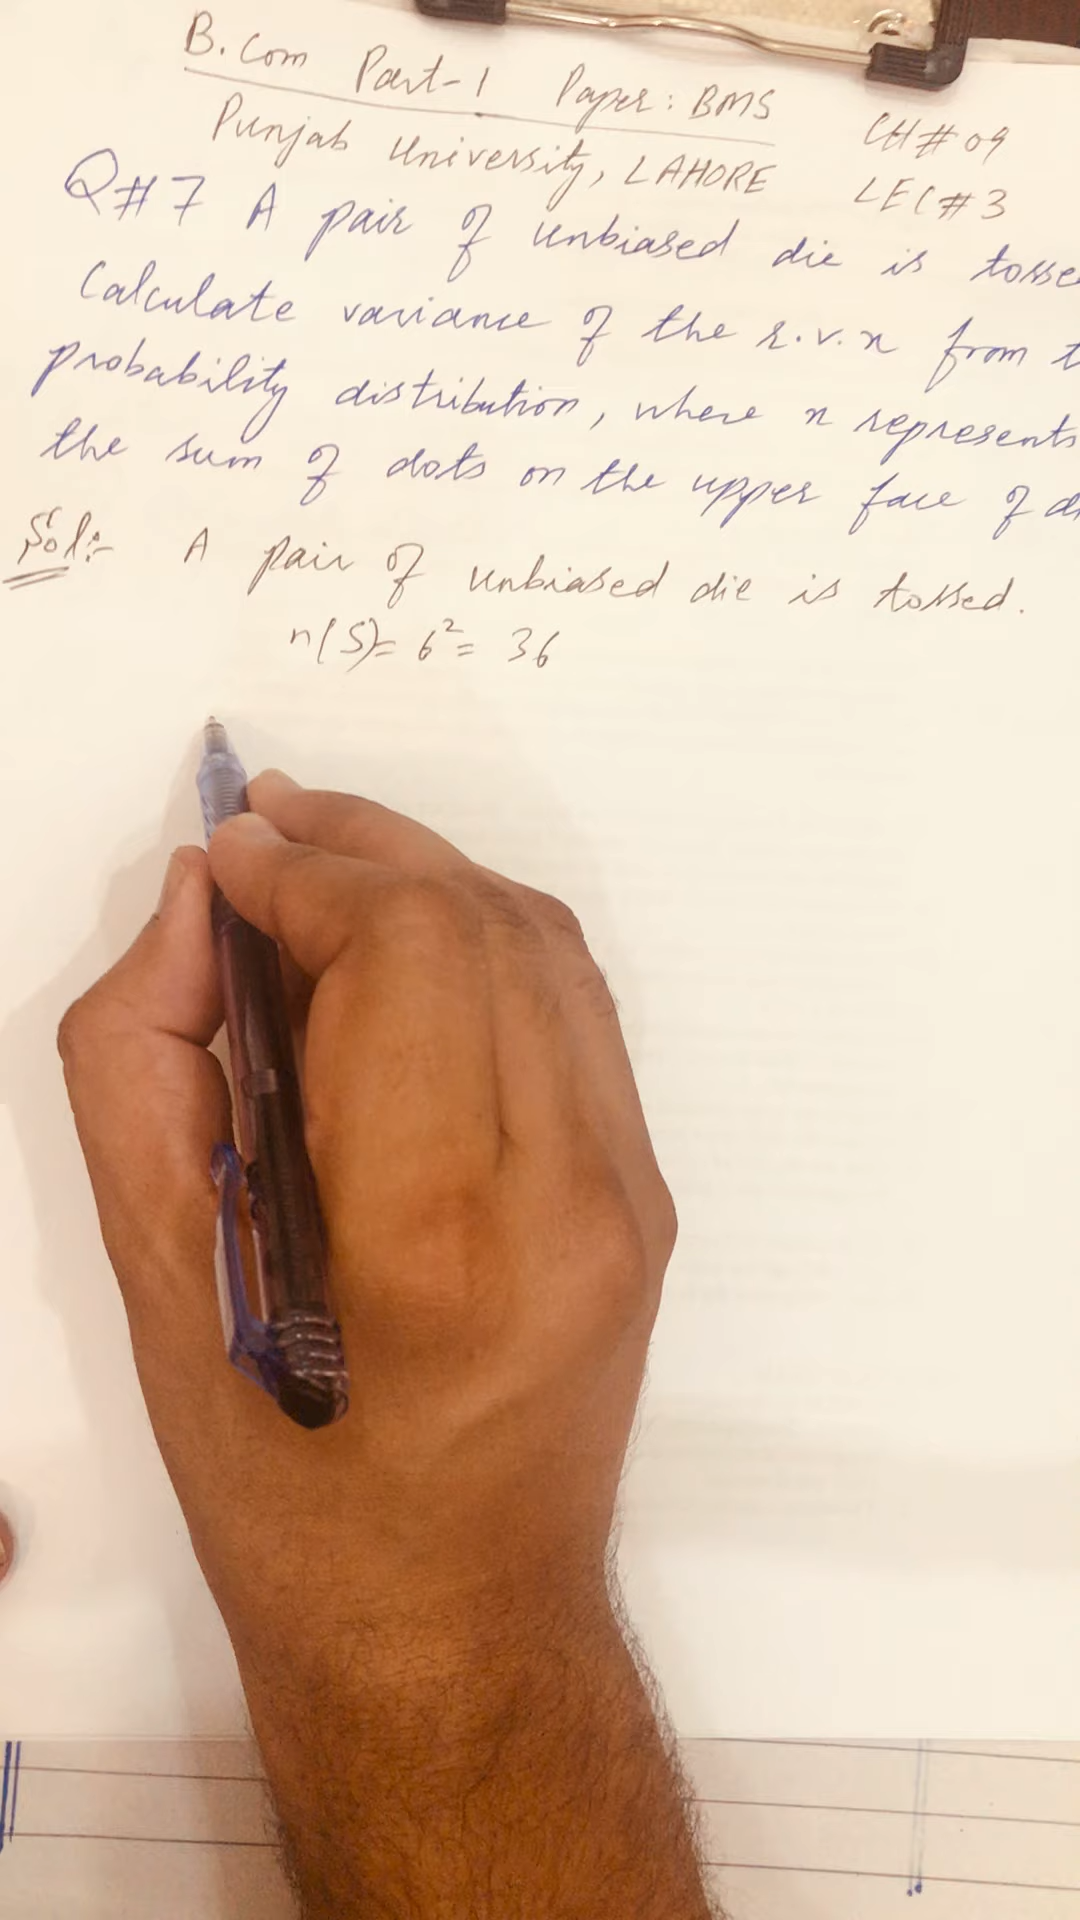 B.Com Part-1 Paper: BMS
Punjab University, LAHORE
CH# 09
LEC#3
Q#7 A pair of unbiased die is tosse
Calculate variance of the r.v.x from t
probability distribution, where x represents
the sum of dots on the upper face of d
Sol:- A pair of unbiased die is tossed.
n(S)= 6²= 36